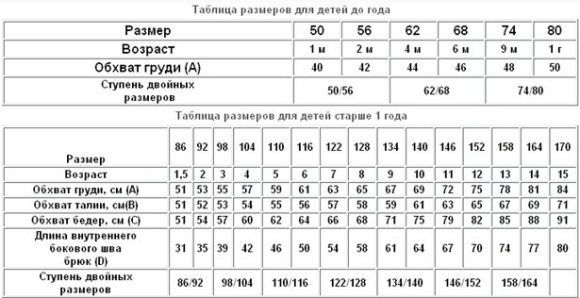 Таблица размеров для детей до года
Размер 50 56 62 68 74 80
Возраст 1 м 2 м 4 м 6 м 9 м 1 г
Обхват груди (А) 40 42 44 46 48 50
Ступень двойных 50/56 62/68 74/80
размеров
Таблица размеров для детей старше 1 года
86 92 98 104 110 116 122 128 134 140 146 152 158 164 170
Размер
Возраст 1,5 2 3 4 5 6 7 8 9 10 11 12 13 14 15
Обхват груди, см (А) 51 53 55 57 59 61 63 65 67 69 72 75 78 81 84
Обхват талии, см(В) 51 52 53 54 55 56 57 58 59 61 63 65 67 69 71
Обхват бедер, см (С) 51 54 57 60 62 64 66 68 71 75 79 82 85 88 91
Длина внутреннего
бокового шва 31 35 39 42 46 50 54 58 61 64 67 70 74 77 80
брюк (D)
Ступень двойных 86/92 98/104 110/116 122/128 134/140 146/152 158/164
размеров